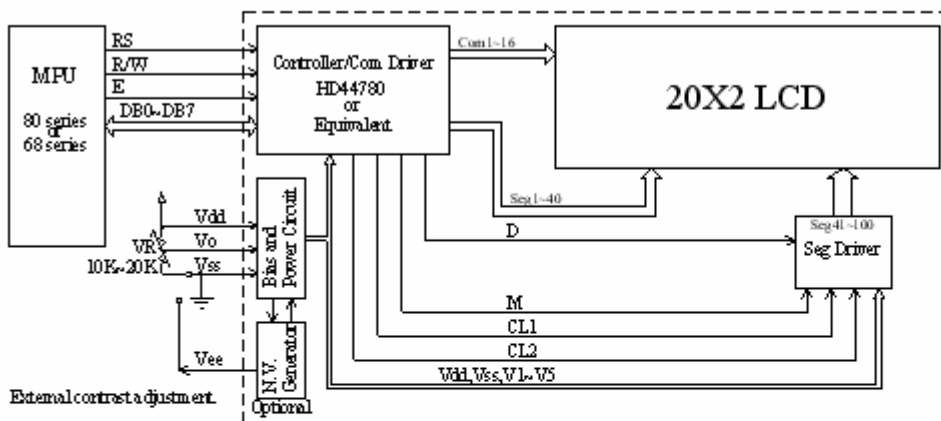 MPU
80 series
or
68 series
RS
R/W
E
DB0~DB7
Controller/Com Driver
HD44780
or
Equivalent
Com1~16
20X2 LCD
Seg1~40
Seg41~100
Seg Driver
D
Vdd
Vo
Vss
VR
10K~20K
Bias and
Power Circuit
M
CL1
CL2
Vdd,Vss,V1~V5
Vee
N.V.
Generator
Optional
External contrast adjustment.